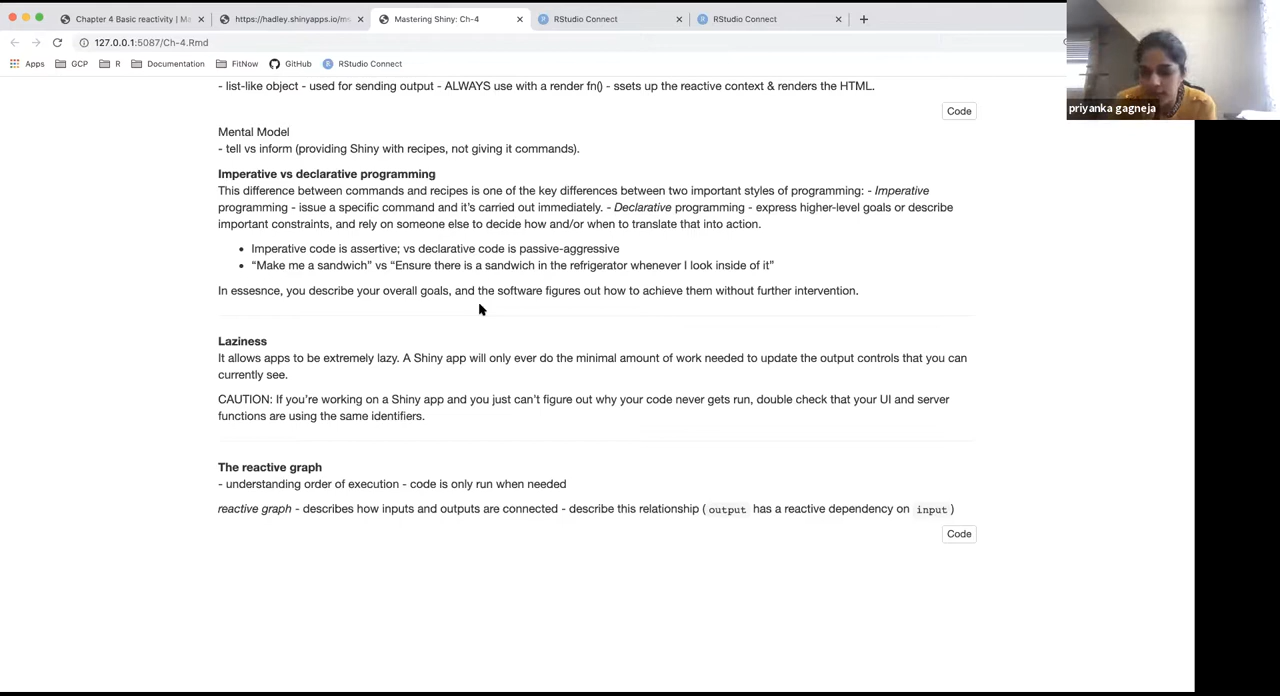 Chapter 4 Basic reactivity | Ma
https://hadley.shinyapps.io/ms
Mastering Shiny: Ch-4
RStudio Connect
RStudio Connect
127.0.0.1:5087/Ch-4.Rmd
Apps
GCP
R
Documentation
FitNow
GitHub
RStudio Connect
priyanka gagneja
- list-like object - used for sending output - ALWAYS use with a render fn() - ssets up the reactive context & renders the HTML.
Code
Mental Model
- tell vs inform (providing Shiny with recipes, not giving it commands).
Imperative vs declarative programming
This difference between commands and recipes is one of the key differences between two important styles of programming: - Imperative
programming - issue a specific command and it's carried out immediately. - Declarative programming - express higher-level goals or describe
important constraints, and rely on someone else to decide how and/or when to translate that into action.
• Imperative code is assertive; vs declarative code is passive-aggressive
• “Make me a sandwich” vs “Ensure there is a sandwich in the refrigerator whenever I look inside of it”
In essesnce, you describe your overall goals, and the software figures out how to achieve them without further intervention.
Laziness
It allows apps to be extremely lazy. A Shiny app will only ever do the minimal amount of work needed to update the output controls that you can
currently see.
CAUTION: If you're working on a Shiny app and you just can't figure out why your code never gets run, double check that your UI and server
functions are using the same identifiers.
The reactive graph
- understanding order of execution - code is only run when needed
reactive graph - describes how inputs and outputs are connected - describe this relationship ( output has a reactive dependency on input )
Code